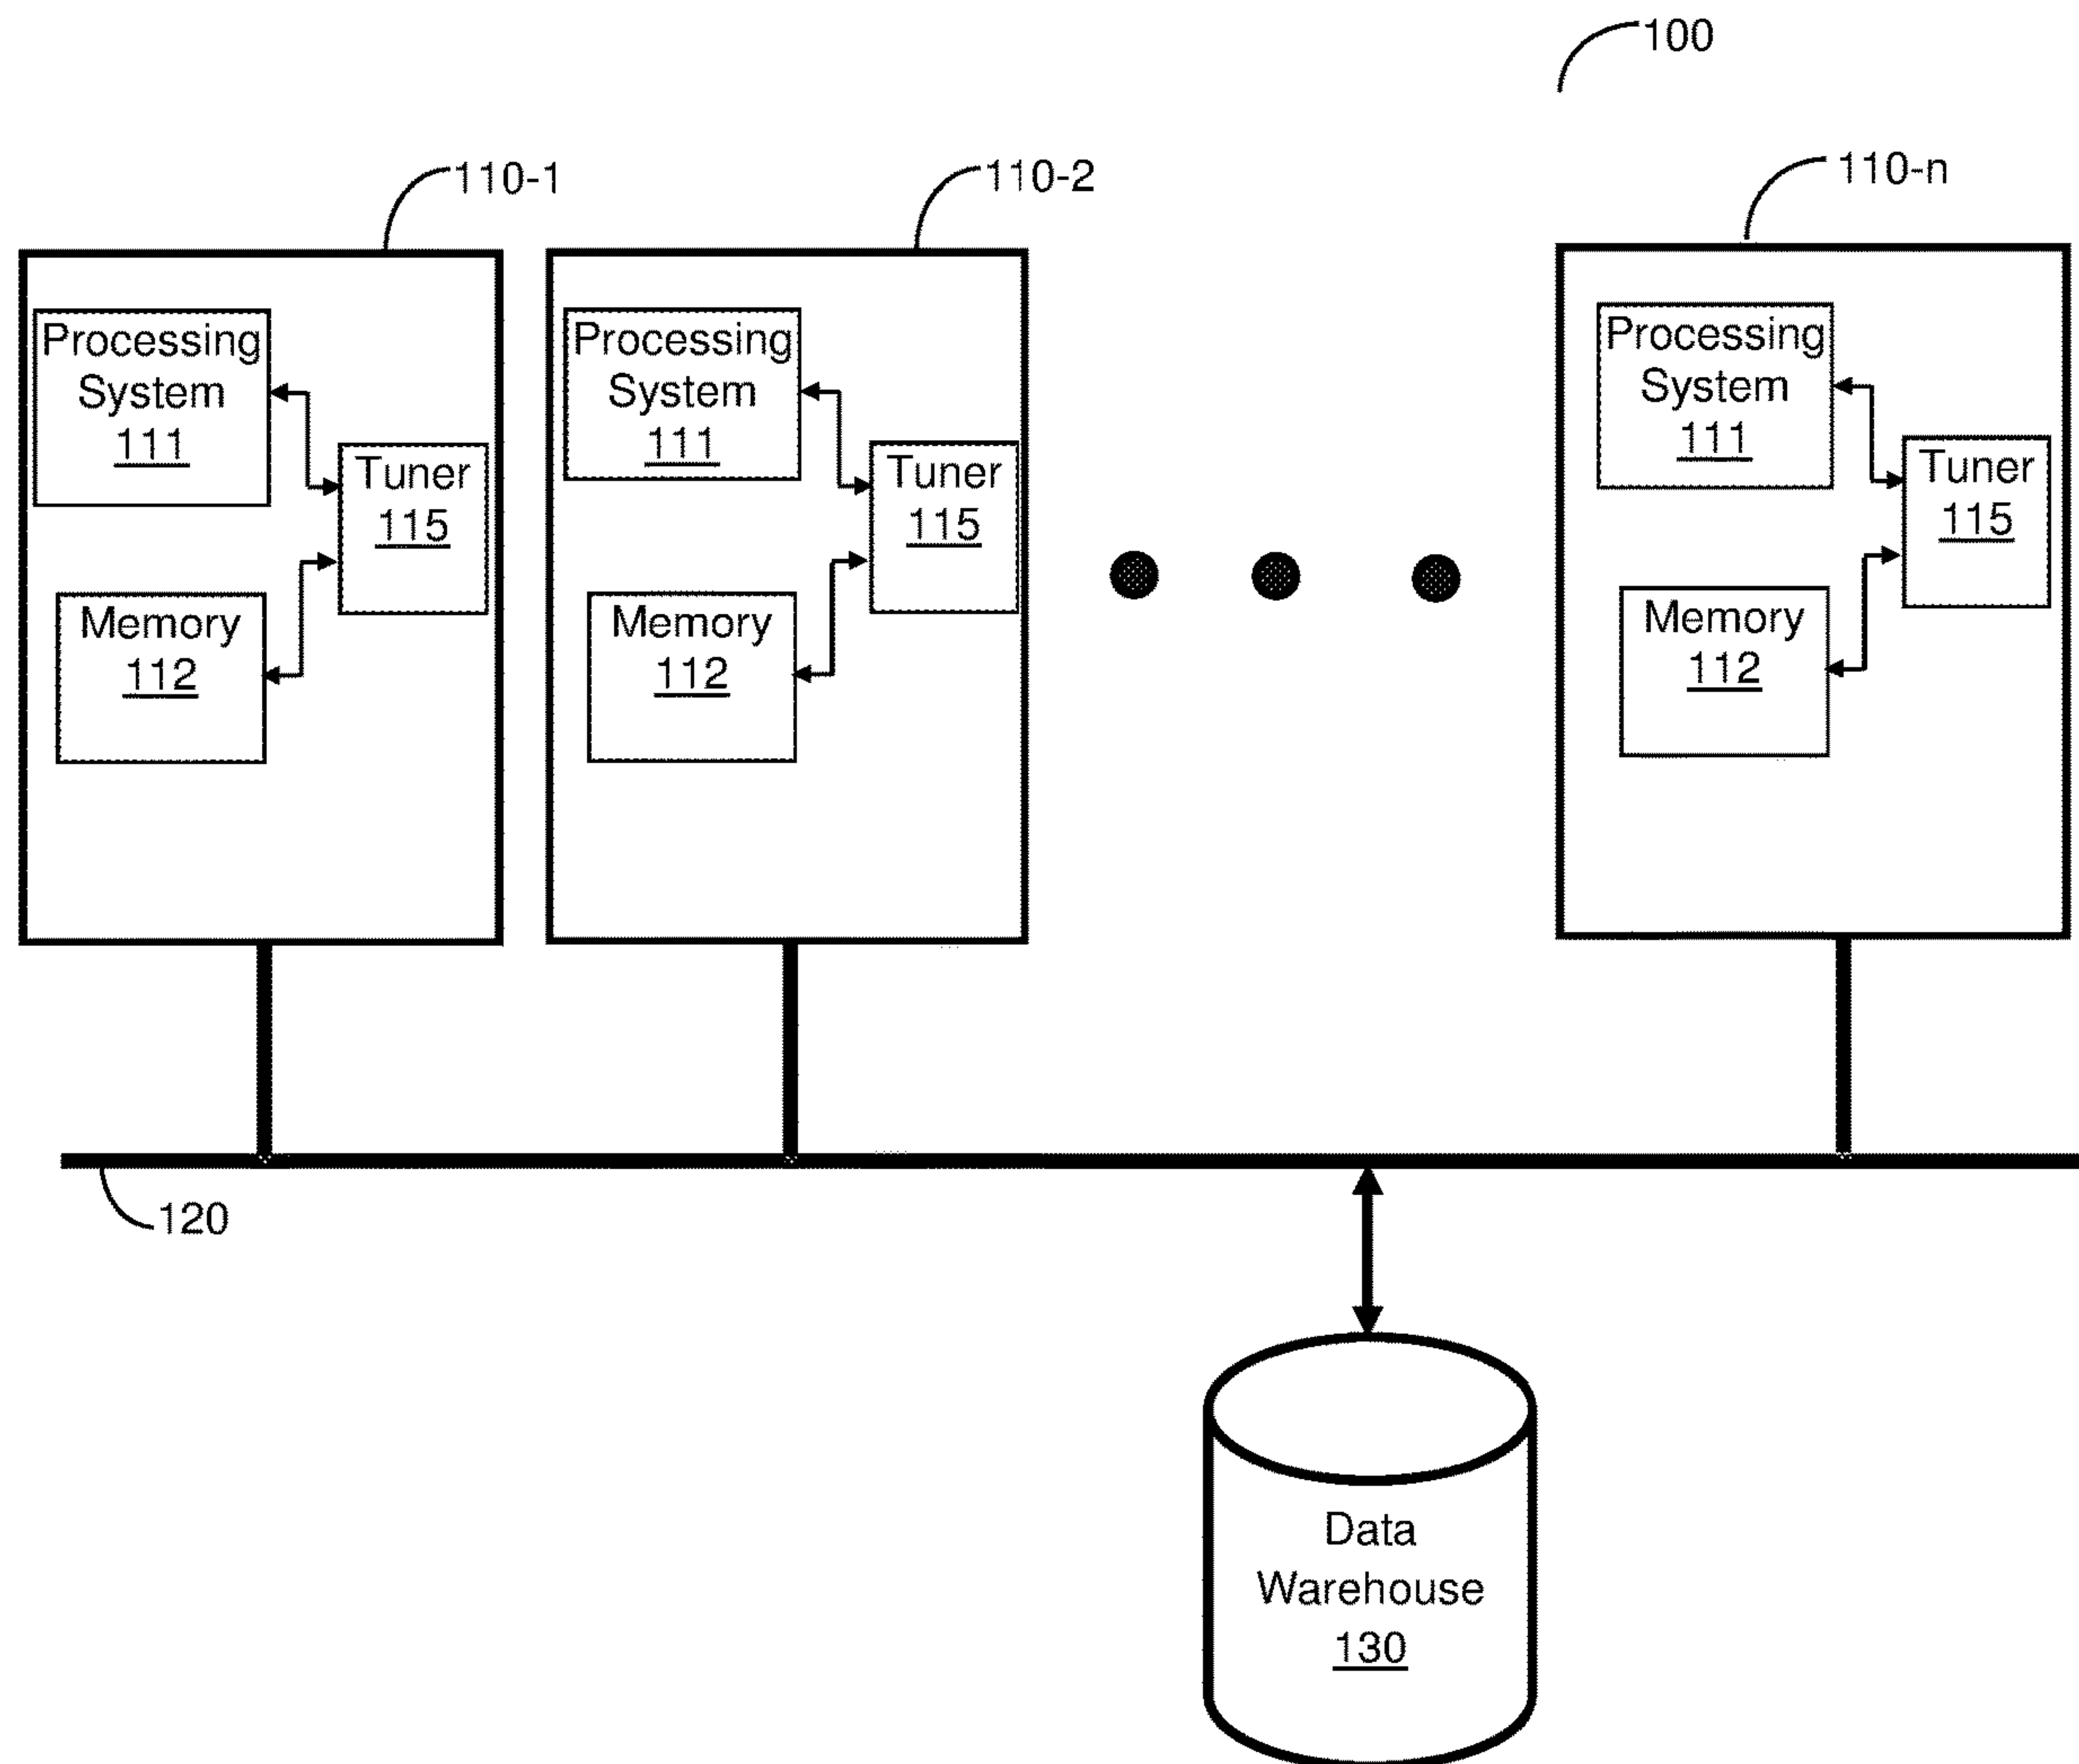 100
110-1
110-2
110-n
Processing
System
111
Tuner
115
Memory
112
Processing
System
111
Tuner
115
Memory
112
Processing
System
111
Tuner
115
Memory
112
120
Data
Warehouse
130